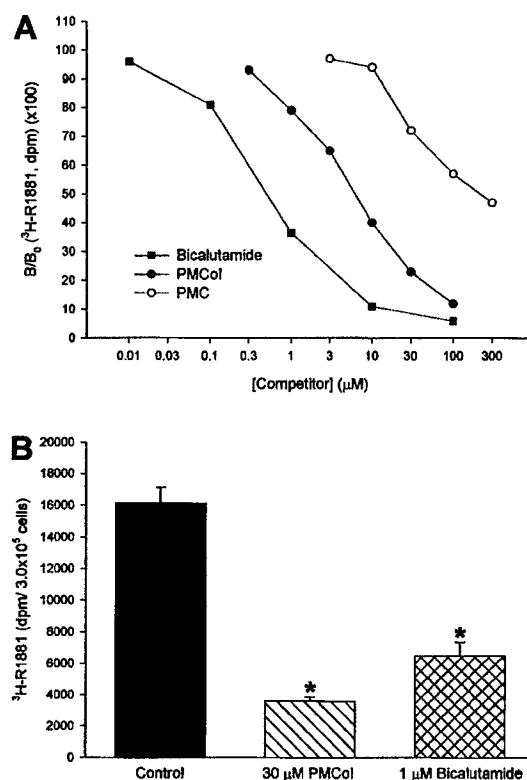 A
B/B₀ (³H-R1881, dpm) (x100)
110
100
90
80
70
60
50
40
30
20
10
0
Bicalutamide
PMCol
PMC
0.01 0.03 0.1 0.3 1 3 10 30 100 300
[Competitor] (μM)
B
³H-R1881 (dpm/ 3.0x10⁵ cells)
20000
18000
16000
14000
12000
10000
8000
6000
4000
2000
0
*
*
Control 30 μM PMCol 1 μM Bicalutamide